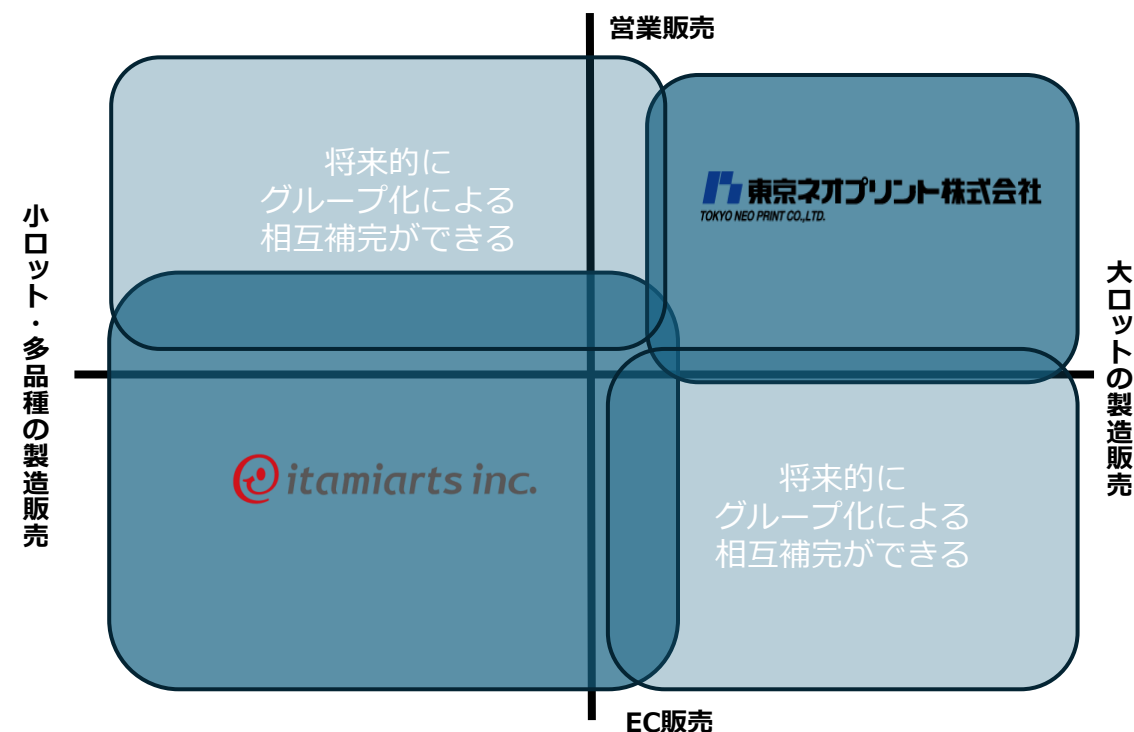 営業販売
将来的に
グループ化による
相互補完ができる
東京ネオプリント株式会社
TOKYO NEO PRINT CO.,LTD.
小ロット・多品種の製造販売
大ロットの製造販売
itamiarts inc.
将来的に
グループ化による
相互補完ができる
EC販売